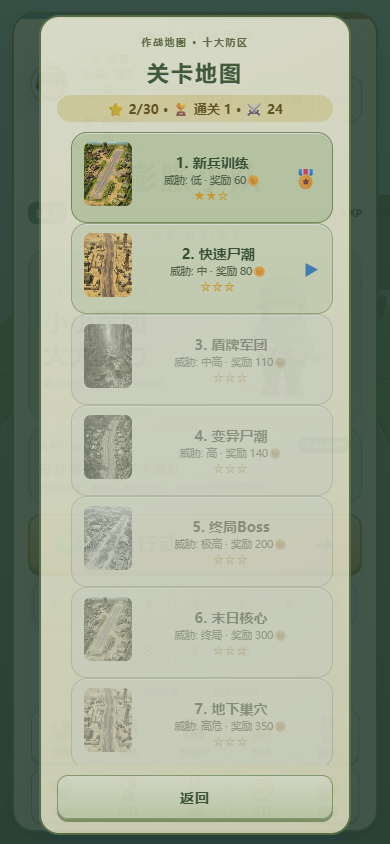 作战地图 • 十大防区
关卡地图
⭐ 2/30 • 🏅 通关 1 • ⚔️ 24
1. 新兵训练
威胁: 低 · 奖励 60
★★☆
2. 快速尸潮
威胁: 中 · 奖励 80
☆☆☆
3. 盾牌军团
威胁: 中高 · 奖励 110
☆☆☆
4. 变异尸潮
威胁: 高 · 奖励 140
☆☆☆
5. 终局Boss
威胁: 极高 · 奖励 200
☆☆☆
6. 末日核心
威胁: 终局 · 奖励 300
☆☆☆
7. 地下巢穴
威胁: 高危 · 奖励 350
☆☆☆
返回